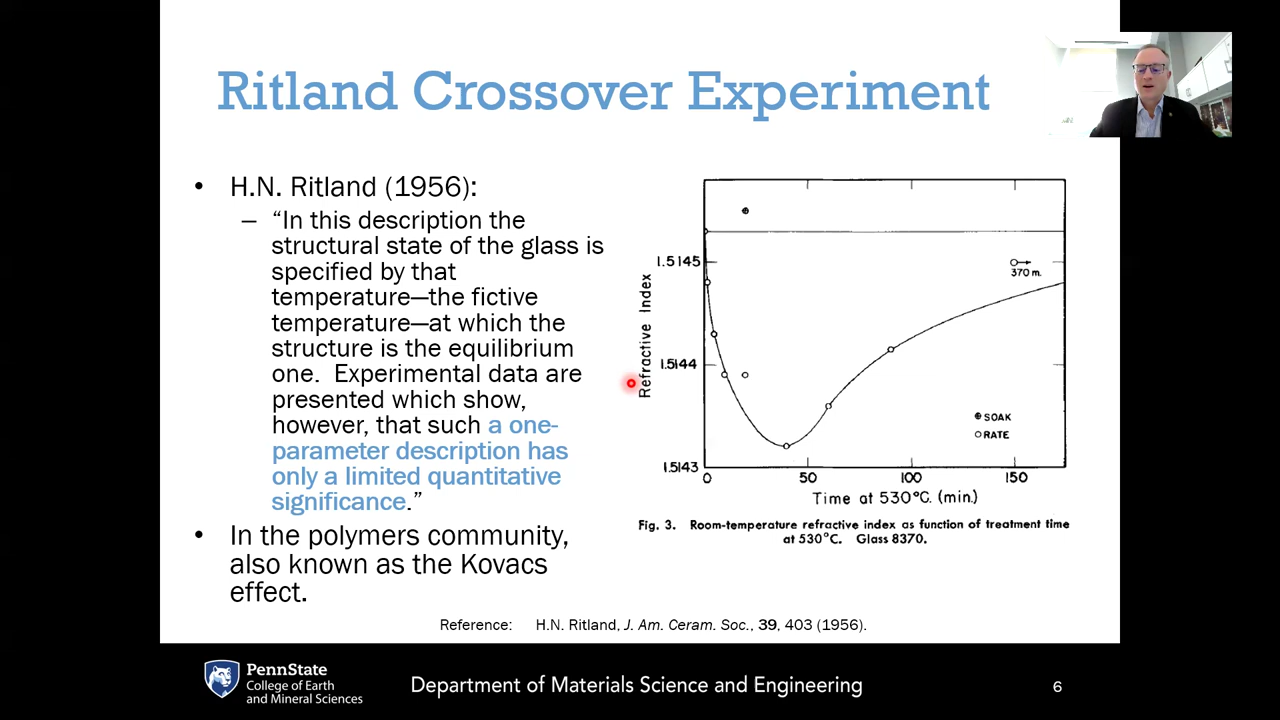 Ritland Crossover Experiment
• H.N. Ritland (1956):
– “In this description the
structural state of the glass is
specified by that
temperature—the fictive
temperature—at which the
structure is the equilibrium
one. Experimental data are
presented which show,
however, that such a one-
parameter description has
only a limited quantitative
significance.”
• In the polymers community,
also known as the Kovacs
effect.
Refractive Index
1.5145
1.5144
1.5143
370 m.
SOAK
RATE
0 50 100 150
Time at 530°C. (min.)
Fig. 3. Room-temperature refractive index as function of treatment time
at 530°C. Glass 8370.
Reference: H.N. Ritland, J. Am. Ceram. Soc., 39, 403 (1956).
PennState
College of Earth
and Mineral Sciences
Department of Materials Science and Engineering
6